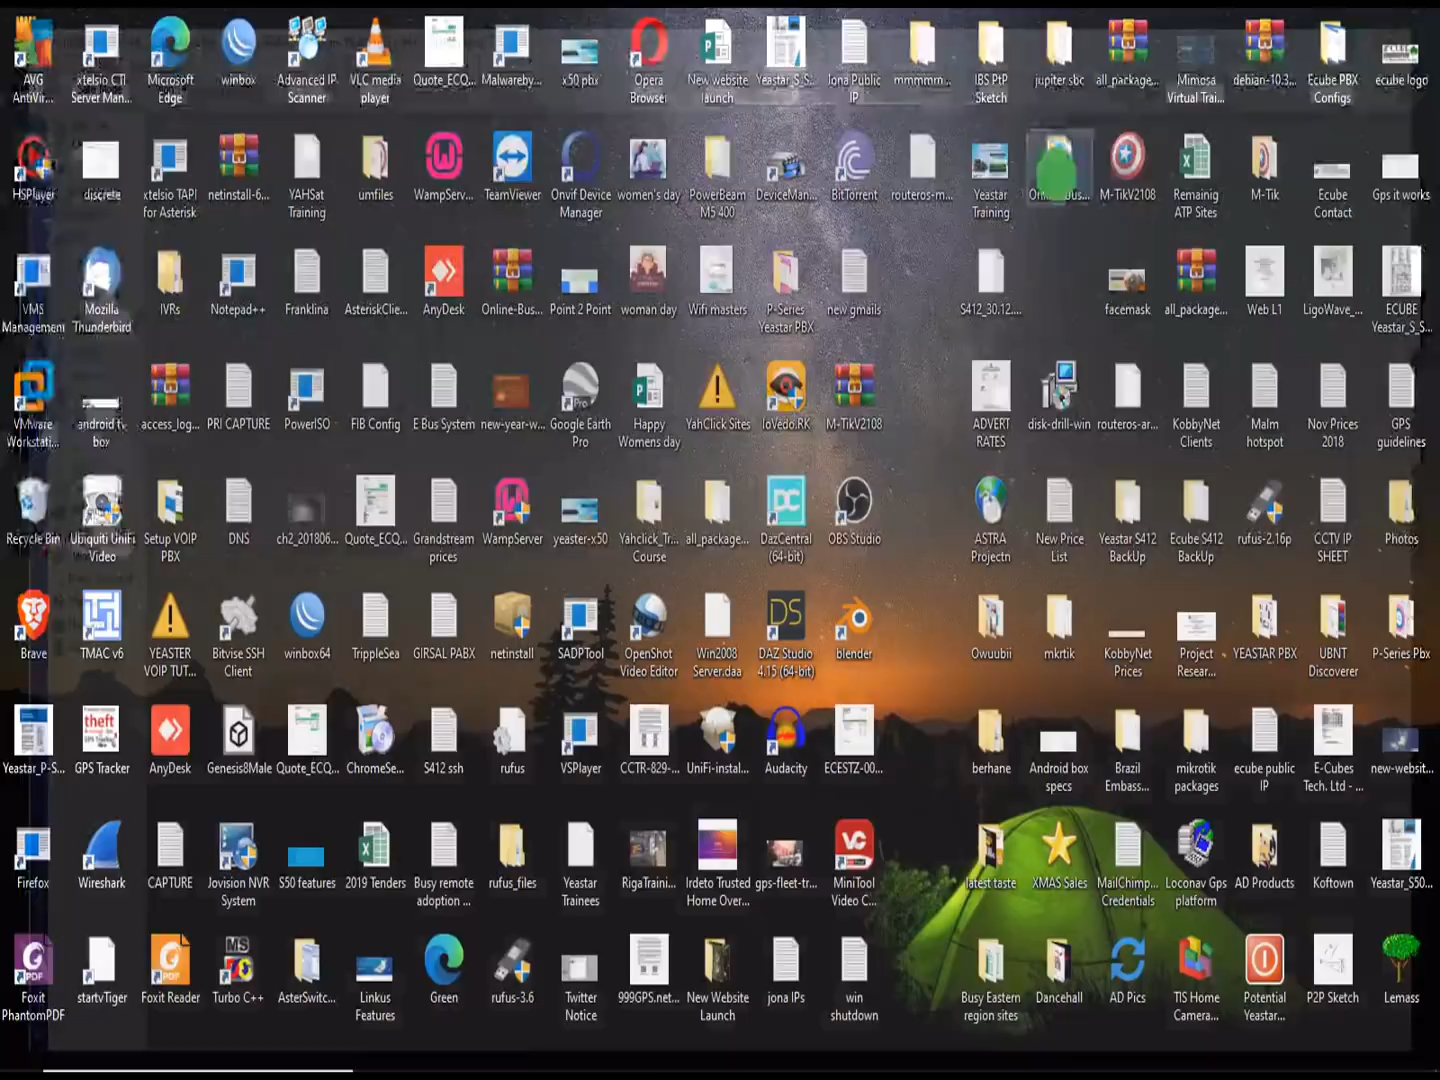 AVG
AntiVir...
xtelsio CTI
Server Man...
Microsoft
Edge
winbox
Advanced IP
Scanner
VLC media
player
Quote_ECQ...
Malwareby...
x50 pbx
Opera
Browser
New website
launch
Yeastar_S_S...
Jona Public
IP
mmmmm...
IBS PtP
Sketch
jupiter sbc
all_package...
Mimosa
Virtual Trai...
debian-10.3...
Ecube PBX
Configs
ecube logo
HSPlayer
discrete
xtelsio TAPI
for Asterisk
netinstall-6...
YAHSat
Training
umfiles
WampServ...
TeamViewer
Onvif Device
Manager
women's day
PowerBeam
M5 400
DeviceMan...
BitTorrent
routeros-m...
Yeastar
Training
M-TikV2108
Remainig
ATP Sites
M-Tik
Ecube
Contact
Gps it works
VMS
Management
Mozilla
Thunderbird
IVRs
Notepad++
Franklina
AsteriskClie...
AnyDesk
Online-Bus...
Point 2 Point
woman day
Wifi masters
P-Series
Yeastar PBX
new gmails
S412_30.12....
facemask
all_package...
Web L1
LigoWave_...
ECUBE
Yeastar_S_S...
VMware
Workstati...
android tv
box
access_log...
PRI CAPTURE
PowerISO
FIB Config
E Bus System
new-year-w...
Google Earth
Pro
Happy
Womens day
YahClick Sites
IoVedo.RK
M-TikV2108
ADVERT
RATES
disk-drill-win
routeros-ar...
KobbyNet
Clients
Malm
hotspot
Nov Prices
2018
GPS
guidelines
Recycle Bin
Ubiquiti UniFi
Video
Setup VOIP
PBX
DNS
ch2_201806...
Quote_ECQ...
Grandstream
prices
WampServer
yeaster-x50
Yahclick_Tr...
Course
all_package...
DazCentral
(64-bit)
OBS Studio
ASTRA
Projectn
New Price
List
Yeastar S412
BackUp
Ecube S412
BackUp
rufus-2.16p
CCTV IP
SHEET
Photos
Brave
TMAC v6
YEASTER
VOIP TUT...
Bitvise SSH
Client
winbox64
TrippleSea
GIRSAL PABX
netinstall
SADPTool
OpenShot
Video Editor
Win2008
Server.daa
DAZ Studio
4.15 (64-bit)
blender
Owuubii
mkrtik
KobbyNet
Prices
Project
Resear...
YEASTAR PBX
UBNT
Discoverer
P-Series Pbx
Yeastar_P-S...
GPS Tracker
AnyDesk
Genesis8Male
Quote_ECQ...
ChromeSe...
S412 ssh
rufus
VSPlayer
CCTR-829-...
UniFi-instal...
Audacity
ECESTZ-00...
berhane
Android box
specs
Brazil
Embass...
mikrotik
packages
ecube public
IP
E-Cubes
Tech. Ltd - ...
new-websit...
Firefox
Wireshark
CAPTURE
Jovision NVR
System
S50 features
2019 Tenders
Busy remote
adoption ...
rufus_files
Yeastar
Trainees
RigaTraini...
Irdeto Trusted
Home Over...
gps-fleet-tr...
MiniTool
Video C...
latest taste
XMAS Sales
MailChimp...
Credentials
Loconav Gps
platform
AD Products
Koftown
Yeastar_S50...
Foxit
PhantomPDF
startvTiger
Foxit Reader
Turbo C++
AsterSwitc...
Linkus
Features
Green
rufus-3.6
Twitter
Notice
999GPS.net...
New Website
Launch
jona IPs
win
shutdown
Busy Eastern
region sites
Dancehall
AD Pics
TIS Home
Camera...
Potential
Yeastar...
P2P Sketch
Lemass